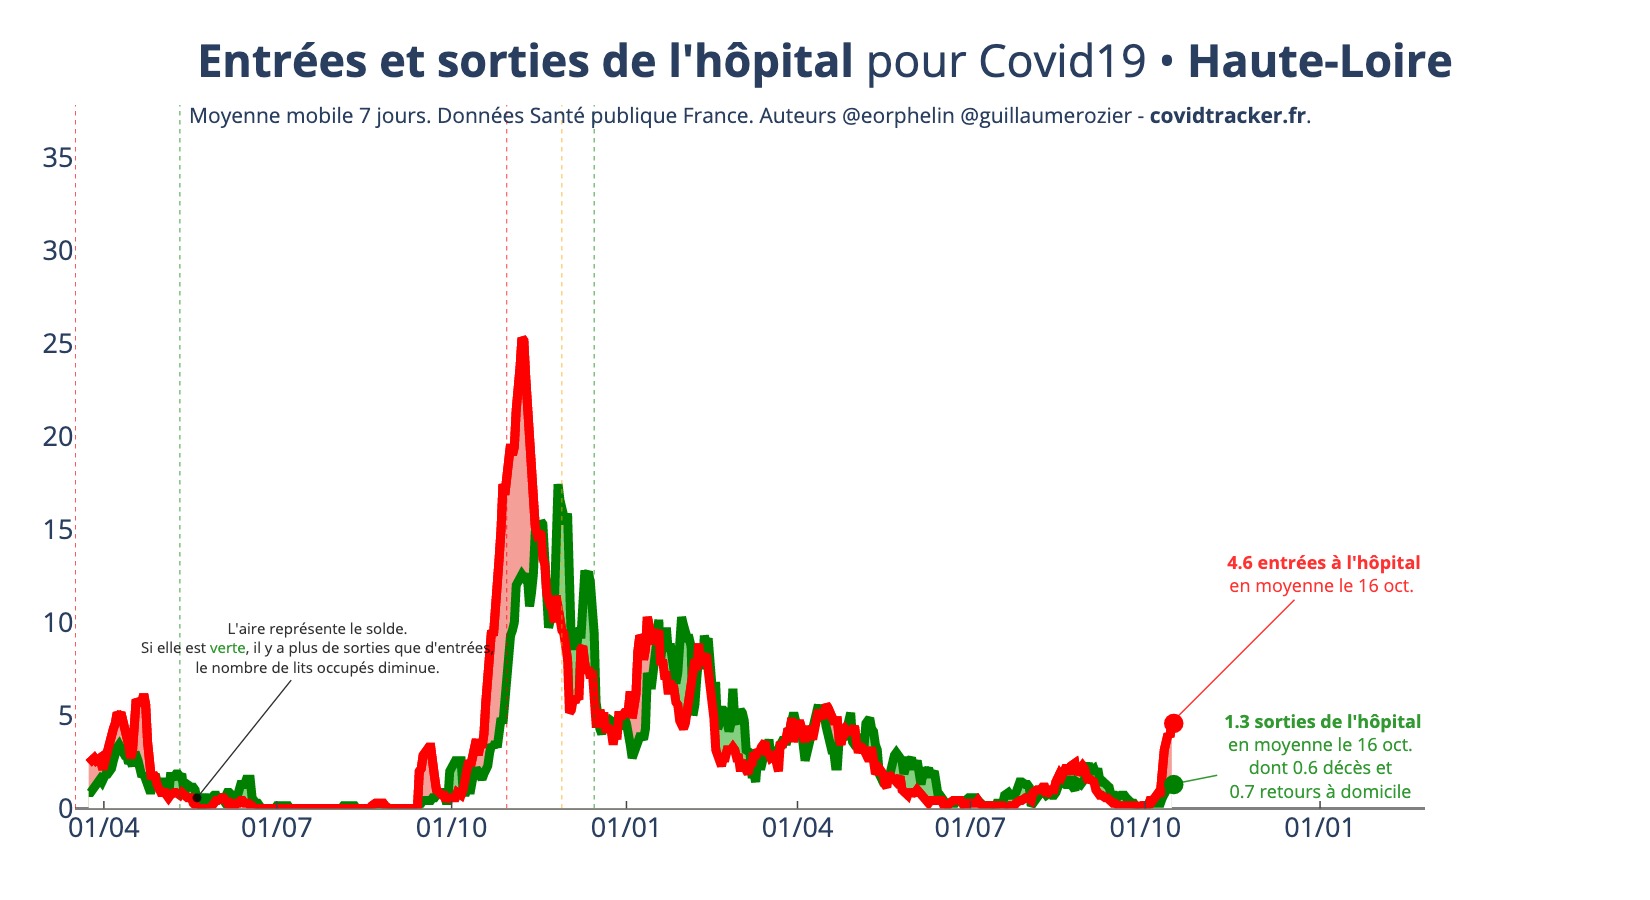 Entrées et sorties de l'hôpital pour Covid19 • Haute-Loire
Moyenne mobile 7 jours. Données Santé publique France. Auteurs @eorphelin @guillaumerozier - covidtracker.fr.
35
30
25
20
15
10
5
0
L'aire représente le solde.
Si elle est verte, il y a plus de sorties que d'entrées,
le nombre de lits occupés diminue.
4.6 entrées à l'hôpital
en moyenne le 16 oct.
1.3 sorties de l'hôpital
en moyenne le 16 oct.
dont 0.6 décès et
0.7 retours à domicile
01/04 01/07 01/10 01/01 01/04 01/07 01/10 01/01